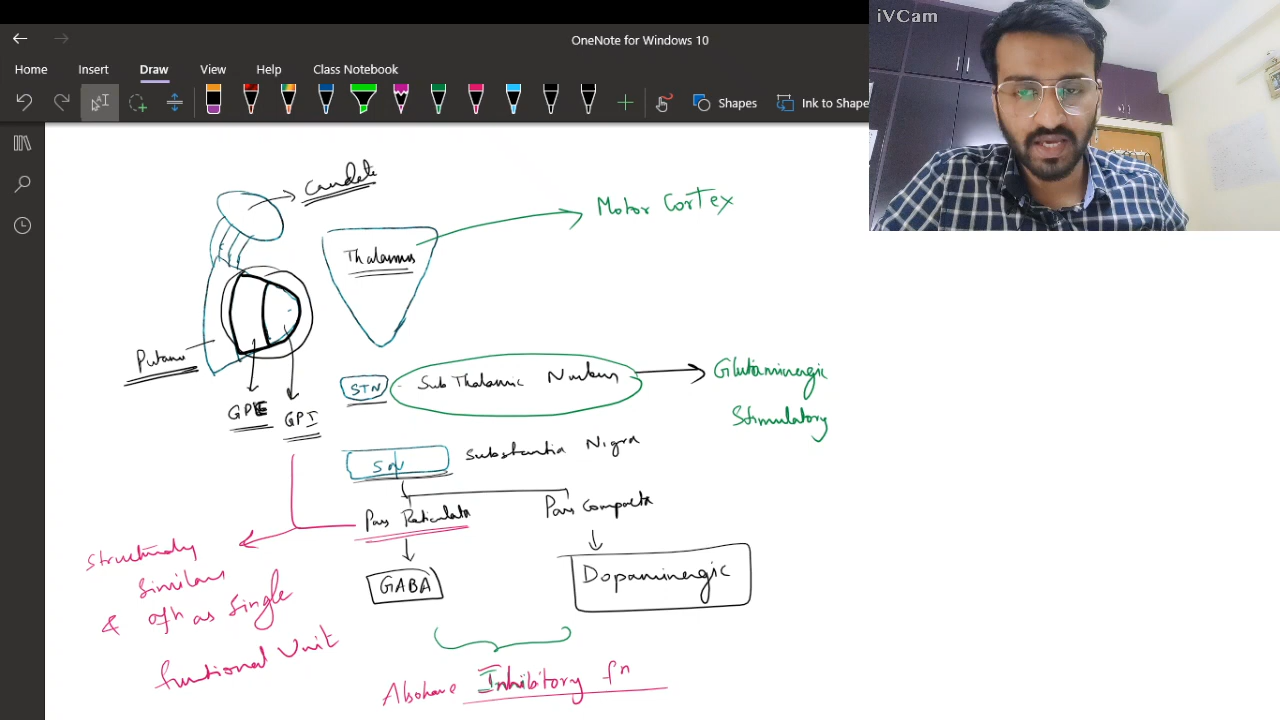 iVCam
OneNote for Windows 10
Home Insert Draw View Help Class Notebook
Shapes Ink to Shape
Caudate
Motor Cortex
Thalamus
Putamen
STN
Sub Thalamic Nucleus
Glutaminergic
Stimulatory
GPE
GPI
SN
Substantia Nigra
Pars Reticulata
Pars Compacta
Structurally
Similar
GABA
Dopaminergic
& as Single
functional Unit
Inhibitory fn